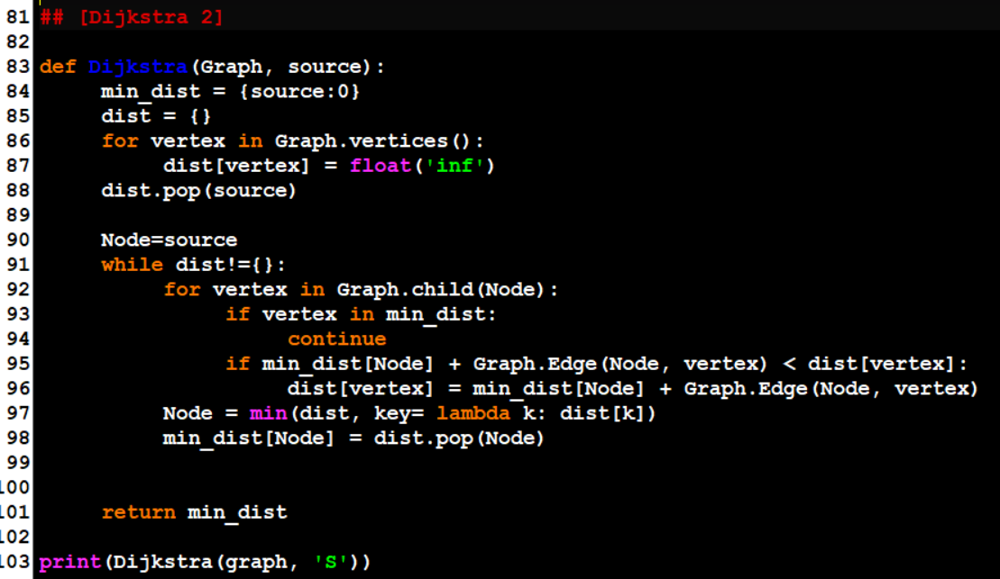 81 ## [Dijkstra 2]
82
83 def Dijkstra(Graph, source):
84     min_dist = {source:0}
85     dist = {}
86     for vertex in Graph.vertices():
87          dist[vertex] = float('inf')
88     dist.pop(source)
89
90     Node=source
91     while dist!={}:
92          for vertex in Graph.child(Node):
93               if vertex in min_dist:
94                    continue
95               if min_dist[Node] + Graph.Edge(Node, vertex) < dist[vertex]:
96                    dist[vertex] = min_dist[Node] + Graph.Edge(Node, vertex)
97          Node = min(dist, key= lambda k: dist[k])
98          min_dist[Node] = dist.pop(Node)
99
100
101     return min_dist
102
103 print(Dijkstra(graph, 'S'))